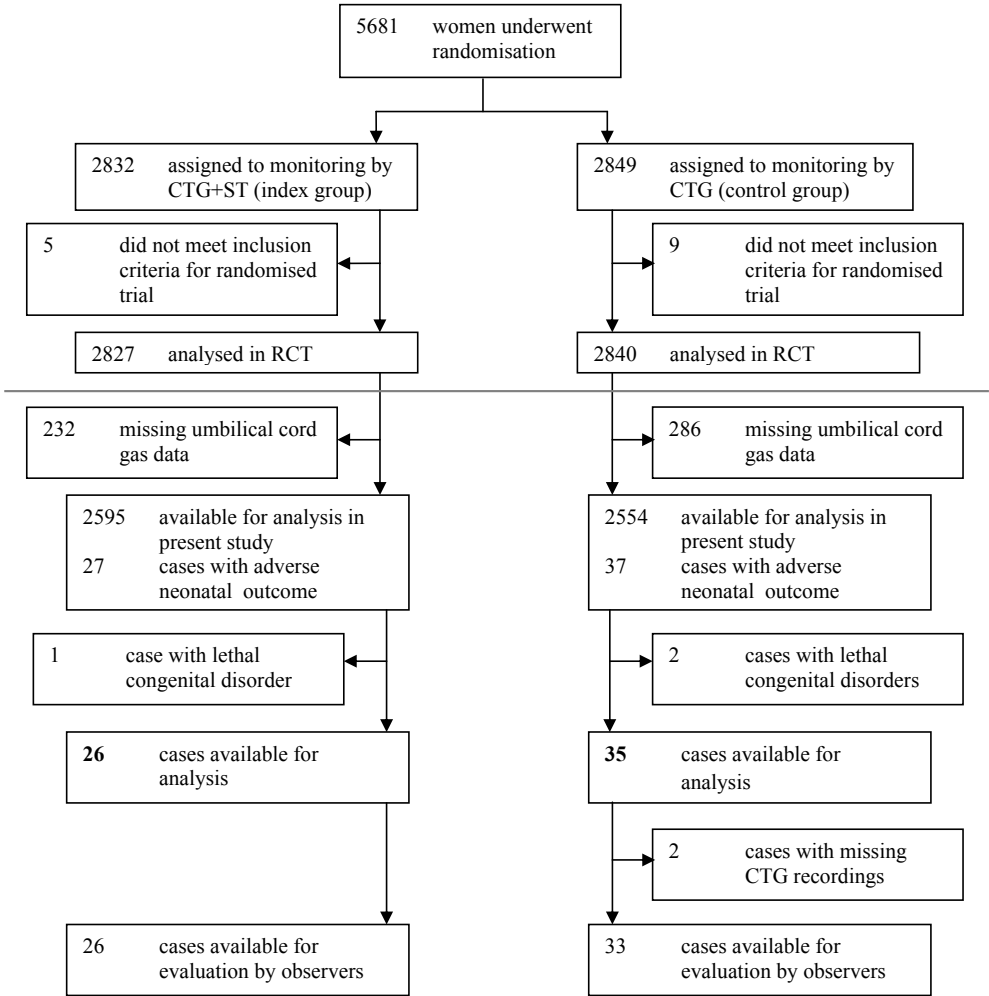 5681 women underwent
randomisation
2832 assigned to monitoring by
CTG+ST (index group)
2849 assigned to monitoring by
CTG (control group)
5 did not meet inclusion
criteria for randomised
trial
9 did not meet inclusion
criteria for randomised
trial
2827 analysed in RCT
2840 analysed in RCT
232 missing umbilical cord
gas data
286 missing umbilical cord
gas data
2595 available for analysis in
present study
27 cases with adverse
neonatal outcome
2554 available for analysis in
present study
37 cases with adverse
neonatal outcome
1 case with lethal
congenital disorder
2 cases with lethal
congenital disorders
26 cases available for
analysis
35 cases available for
analysis
2 cases with missing
CTG recordings
26 cases available for
evaluation by observers
33 cases available for
evaluation by observers